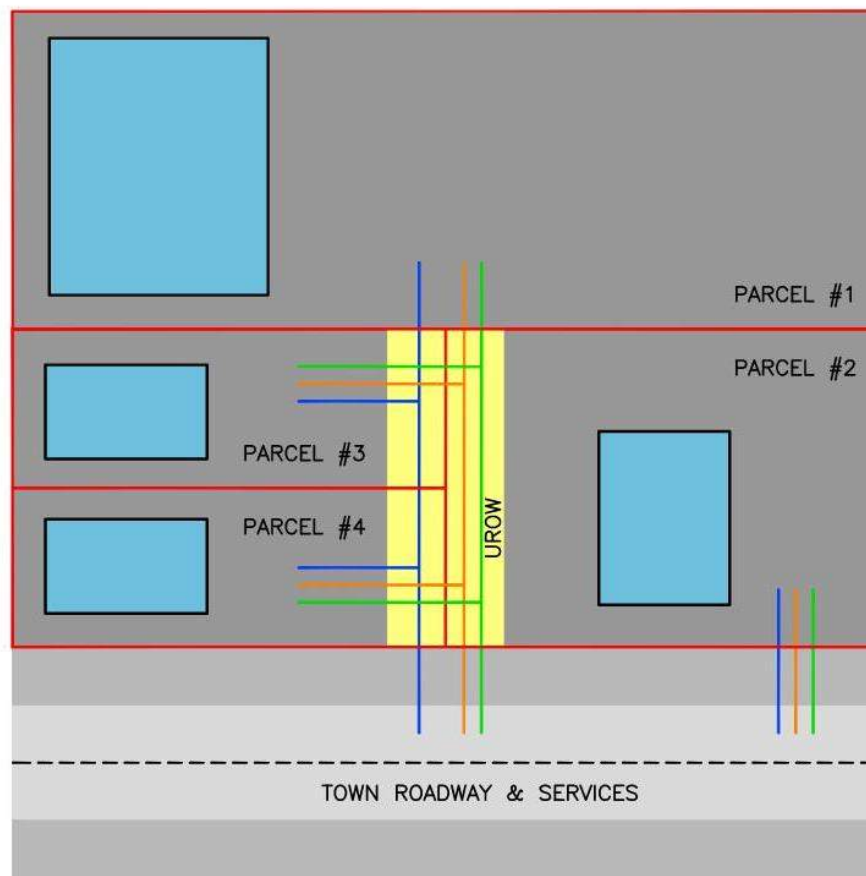 PARCEL #1
PARCEL #2
PARCEL #3
PARCEL #4
UROW
TOWN ROADWAY & SERVICES